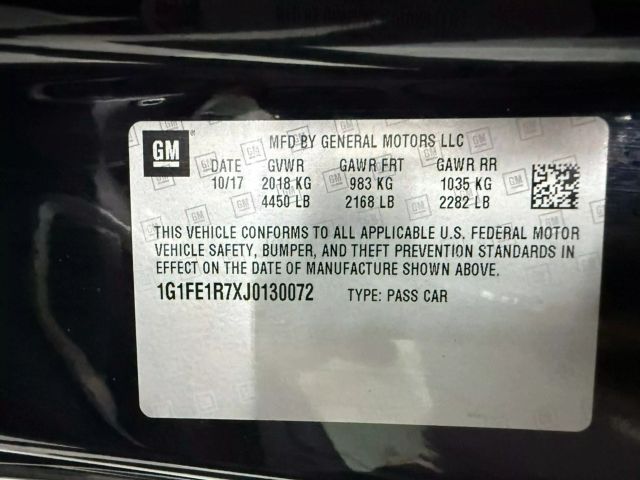 GM
MFD BY GENERAL MOTORS LLC
DATE GVWR GAWR FRT GAWR RR
10/17 2018 KG 983 KG 1035 KG
4450 LB 2168 LB 2282 LB
THIS VEHICLE CONFORMS TO ALL APPLICABLE U.S. FEDERAL MOTOR
VEHICLE SAFETY, BUMPER, AND THEFT PREVENTION STANDARDS IN
EFFECT ON THE DATE OF MANUFACTURE SHOWN ABOVE.
1G1FE1R7XJ0130072 TYPE: PASS CAR